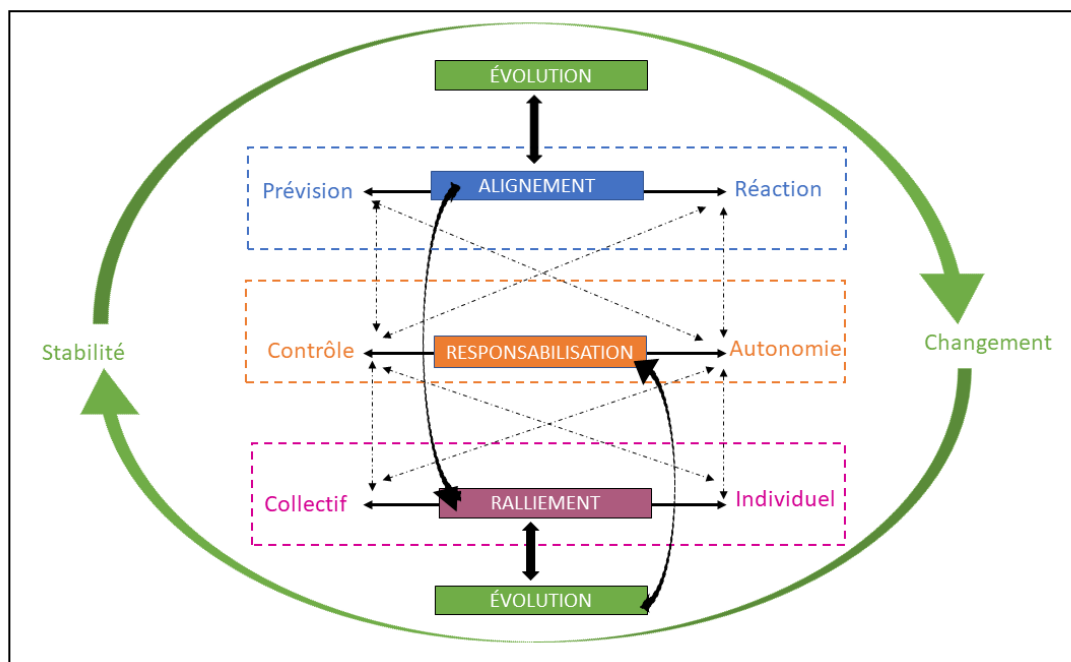 ÉVOLUTION
Prévision
ALIGNEMENT
Réaction
Stabilité
Contrôle
RESPONSABILISATION
Autonomie
Changement
Collectif
RALLIEMENT
Individuel
ÉVOLUTION